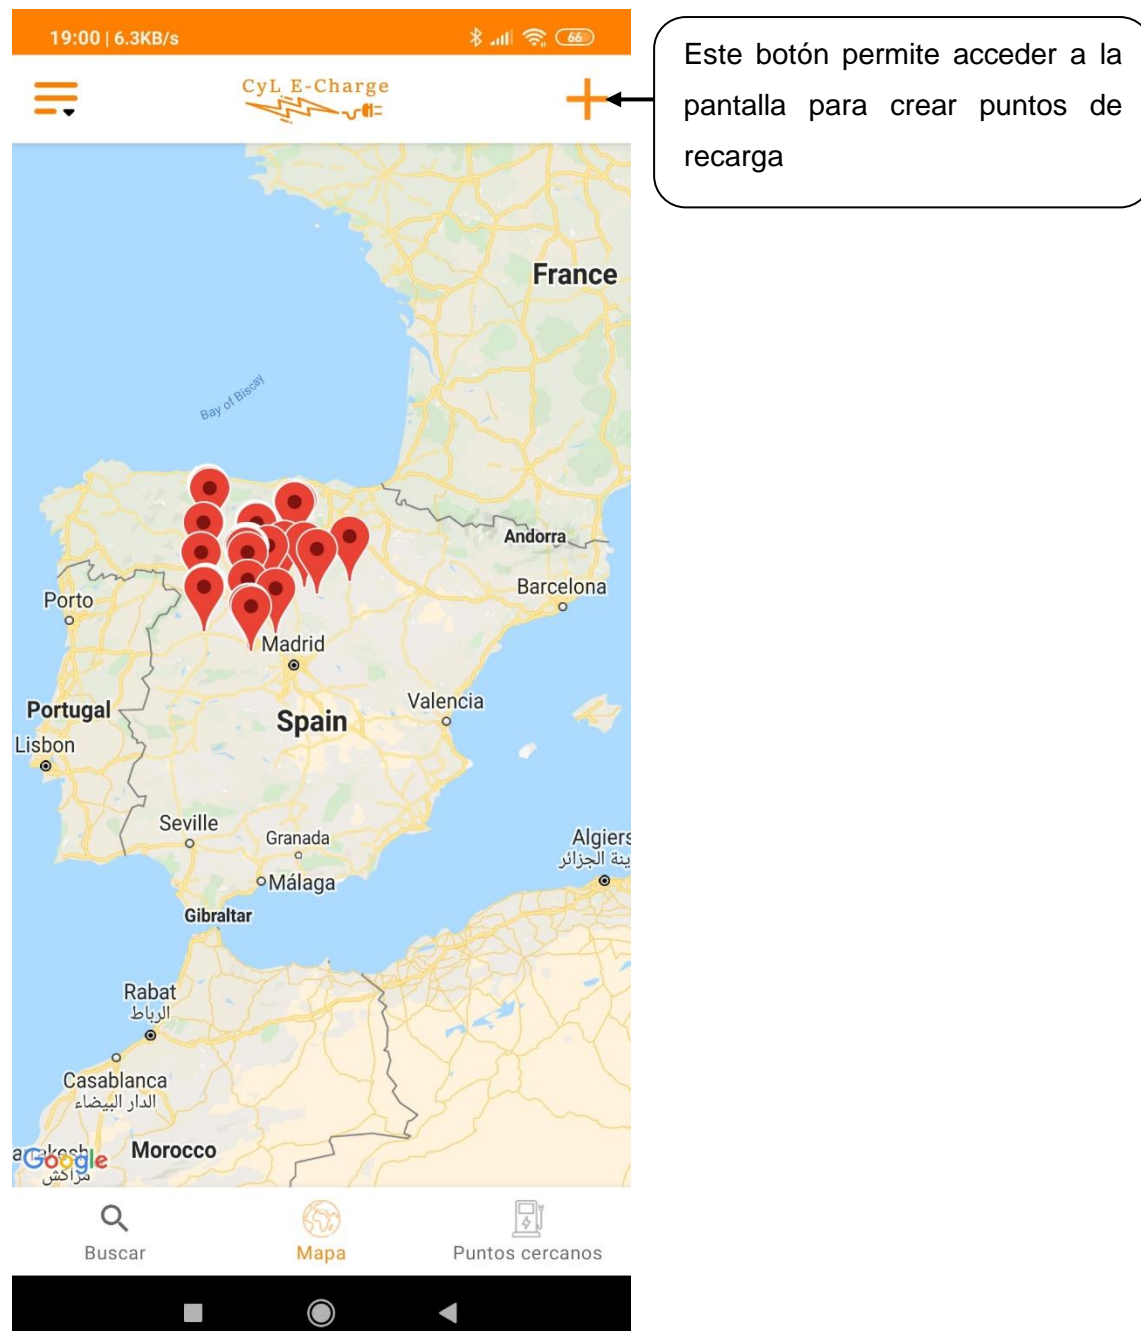 19:00 | 6.3KB/s
66
CyL E-Charge
Este botón permite acceder a la
pantalla para crear puntos de
recarga
France
Bay of Biscay
Andorra
Barcelona
Porto
Madrid
Portugal
Valencia
Spain
Lisbon
Seville
Granada
Algiers
ينة الجزائر
Málaga
Gibraltar
Rabat
الرباط
Casablanca
الدار البيضاء
Morocco
Google
مراكش
Buscar
Mapa
Puntos cercanos